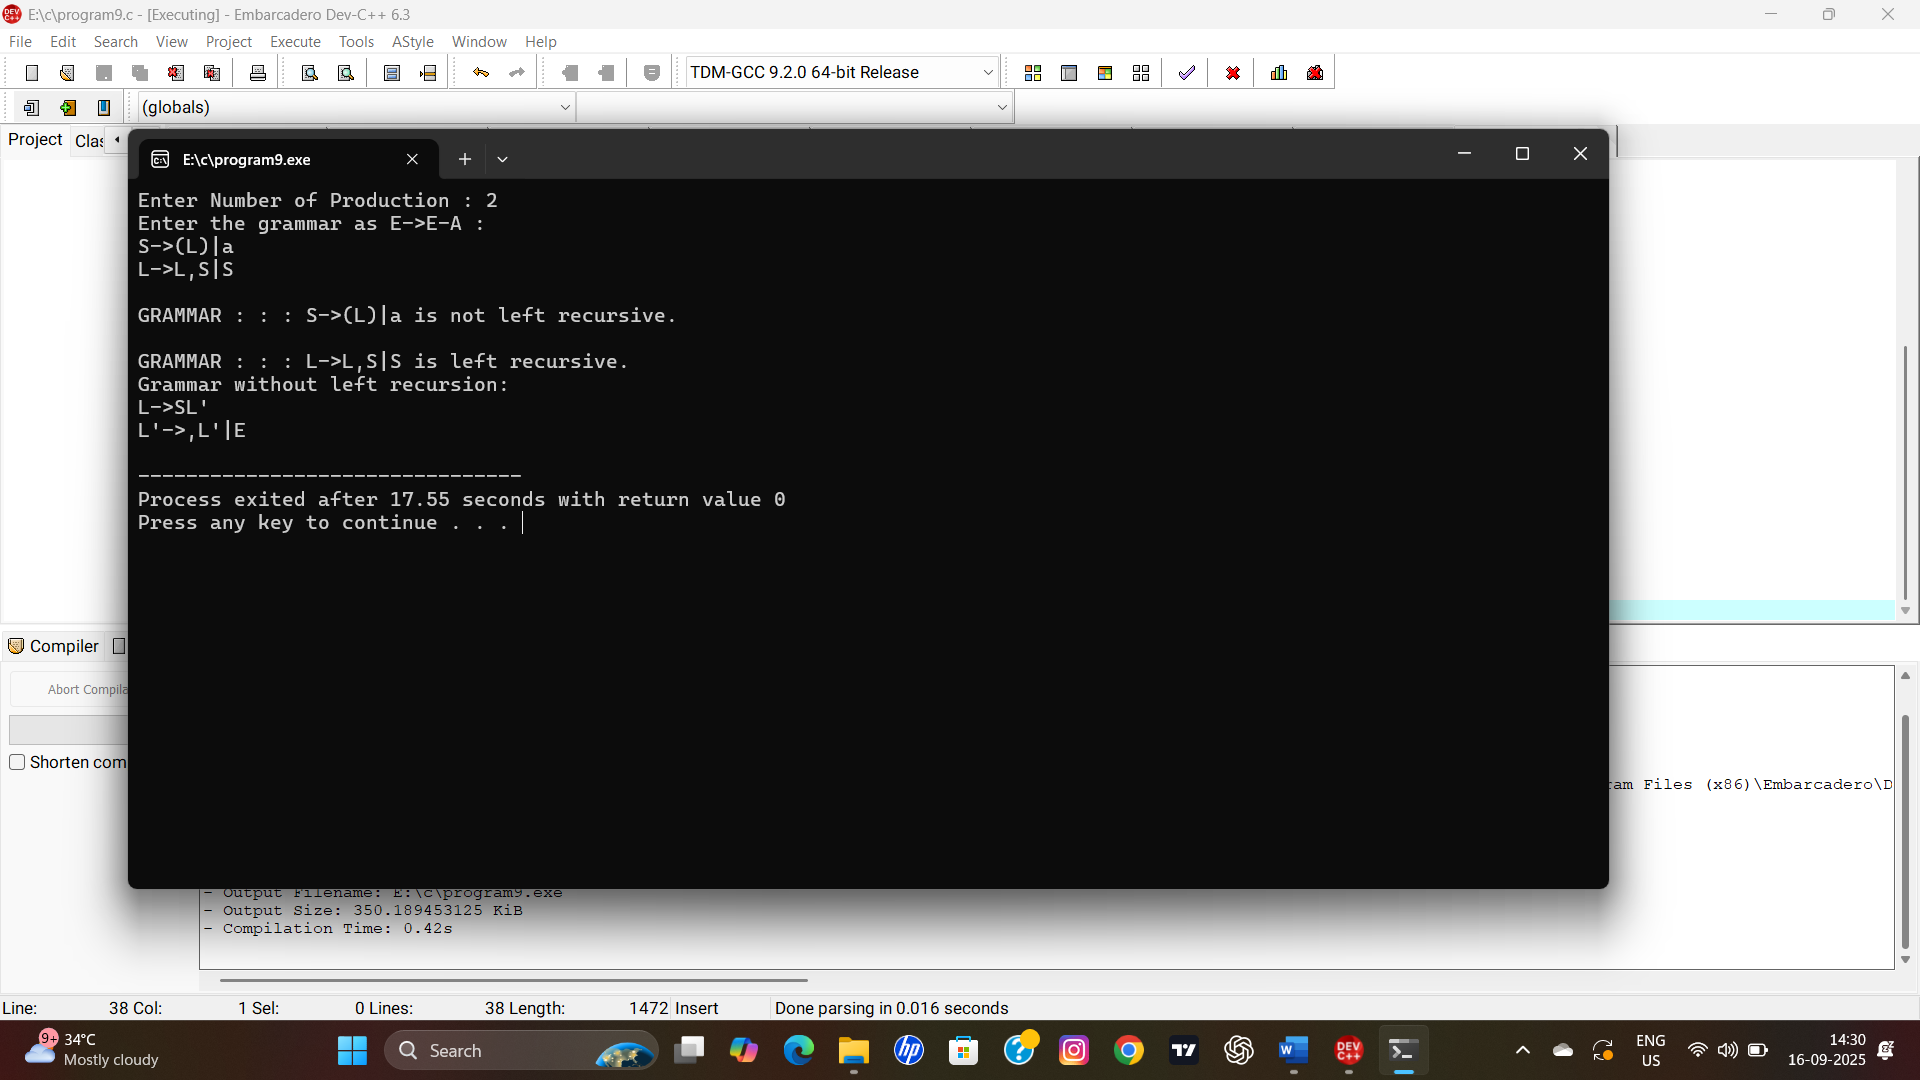 E:\c\program9.c - [Executing] - Embarcadero Dev-C++ 6.3
File Edit Search View Project Execute Tools AStyle Window Help
TDM-GCC 9.2.0 64-bit Release
(globals)
Project Clas
E:\c\program9.exe
Enter Number of Production : 2
Enter the grammar as E->E-A :
S->(L)|a
L->L,S|S
GRAMMAR : : : S->(L)|a is not left recursive.
GRAMMAR : : : L->L,S|S is left recursive.
Grammar without left recursion:
L->SL'
L'->,L'|E
--------------------------------
Process exited after 17.55 seconds with return value 0
Press any key to continue . . .
Compiler
Abort Compila
Shorten com
ram Files (x86)\Embarcadero\D
- Output Filename: E:\c\program9.exe
- Output Size: 350.189453125 KiB
- Compilation Time: 0.42s
Line: 38 Col: 1 Sel: 0 Lines: 38 Length: 1472 Insert Done parsing in 0.016 seconds
9+
34°C
Mostly cloudy
Search
ENG
US
14:30
16-09-2025